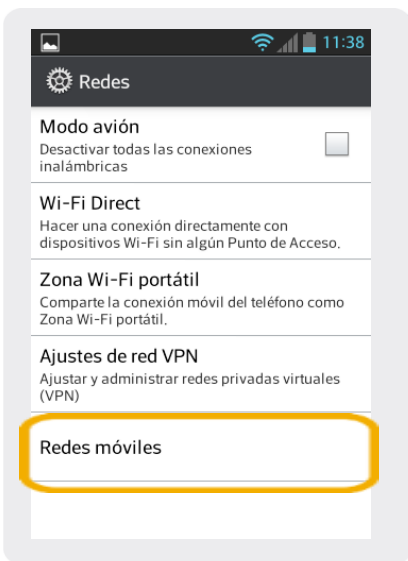 11:38
Redes
Modo avión
Desactivar todas las conexiones
inalámbricas
Wi-Fi Direct
Hacer una conexión directamente con
dispositivos Wi-Fi sin algún Punto de Acceso.
Zona Wi-Fi portátil
Comparte la conexión móvil del teléfono como
Zona Wi-Fi portátil.
Ajustes de red VPN
Ajustar y administrar redes privadas virtuales
(VPN)
Redes móviles